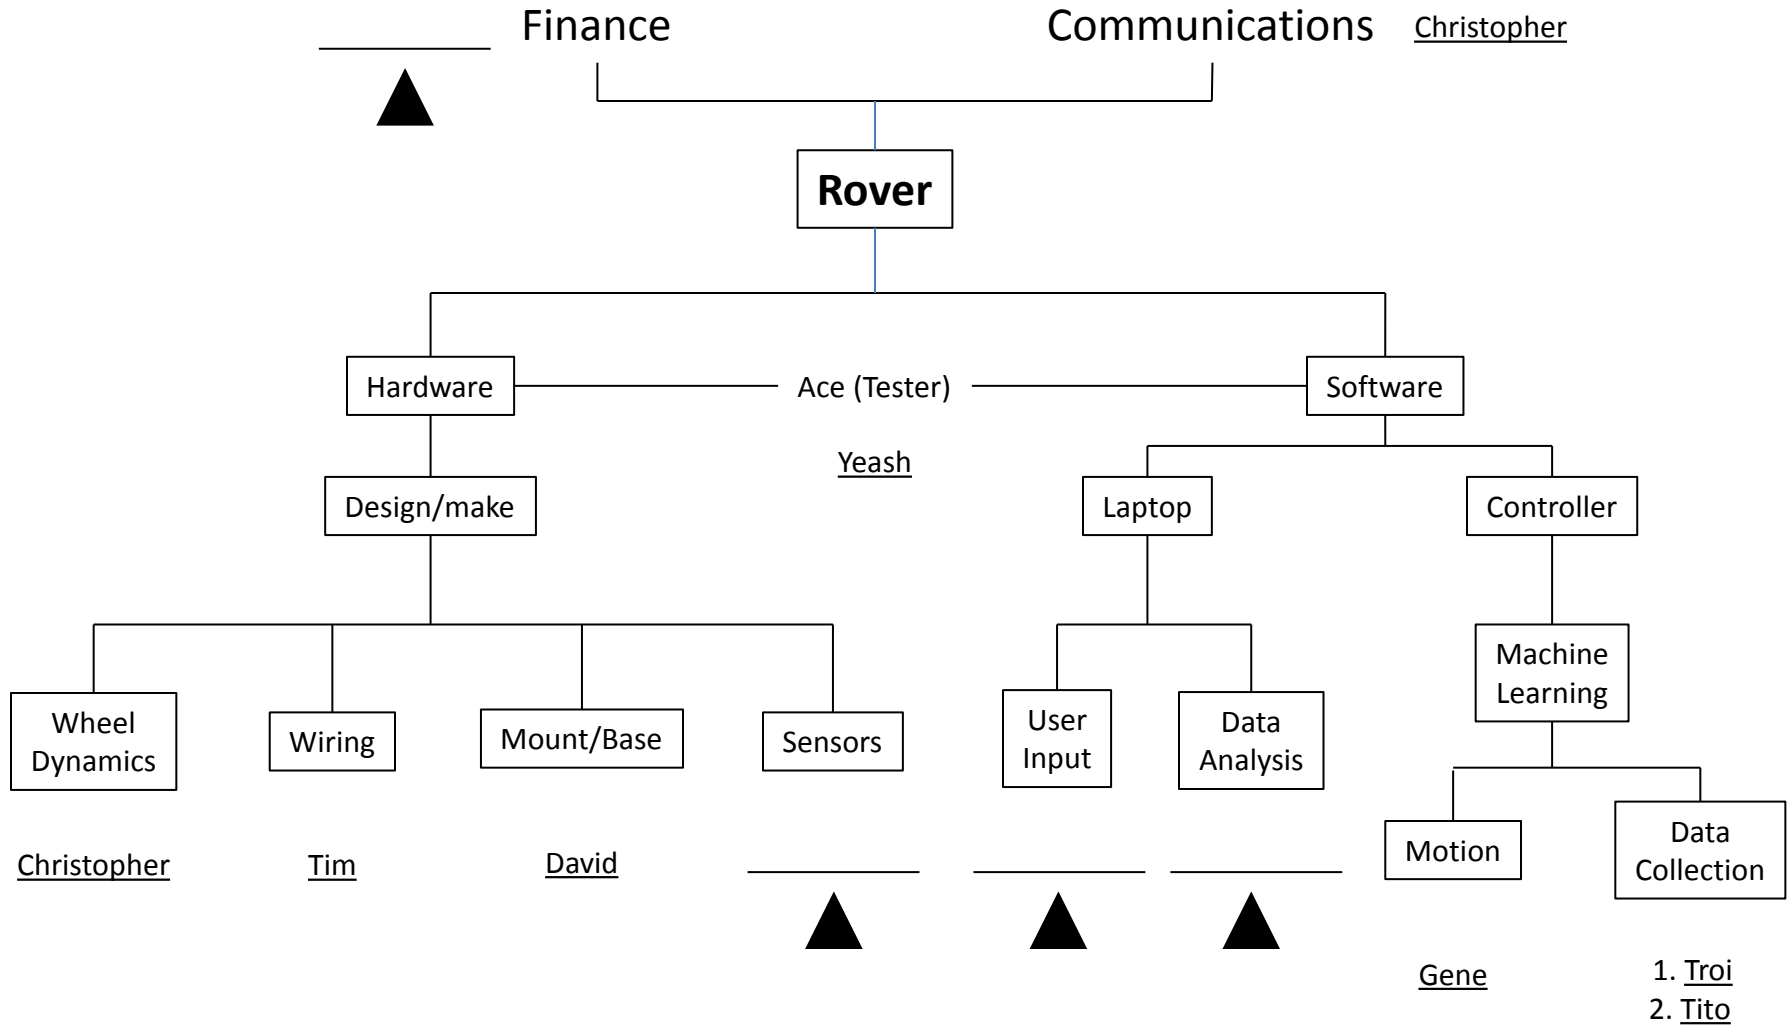 Finance
Communications
Christopher
Rover
Hardware
Ace (Tester)
Software
Yeash
Design/make
Laptop
Controller
Machine
Learning
Wheel
Dynamics
Wiring
Mount/Base
Sensors
User
Input
Data
Analysis
Motion
Data
Collection
Christopher
Tim
David
Gene
1. Troi
2. Tito